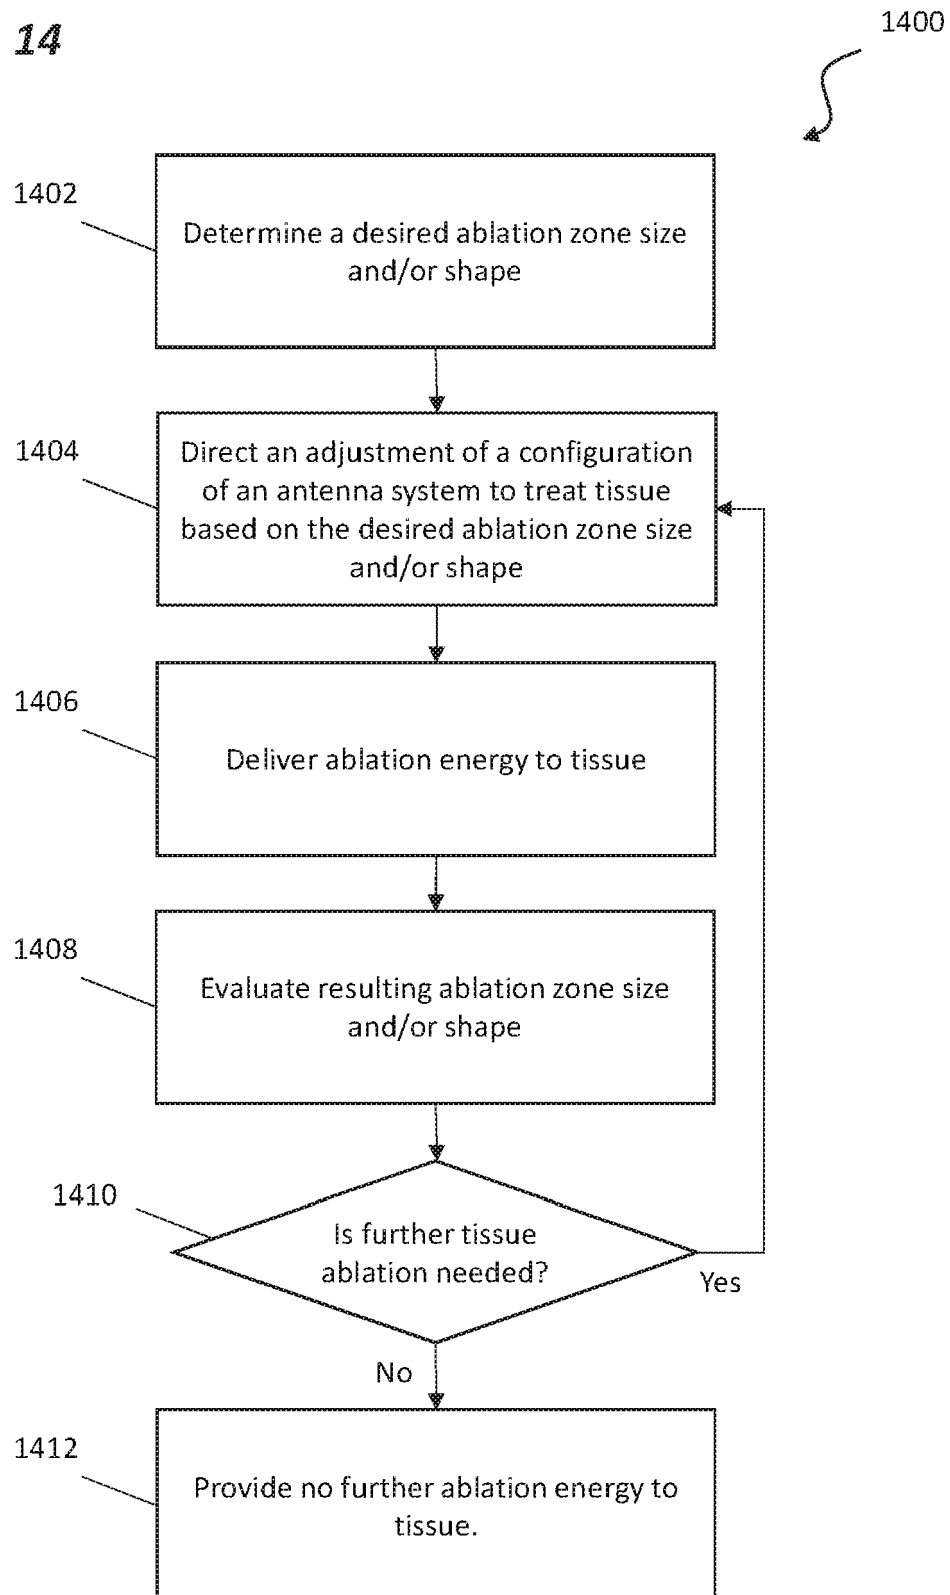 14
1400
1402
Determine a desired ablation zone size
and/or shape
1404
Direct an adjustment of a configuration
of an antenna system to treat tissue
based on the desired ablation zone size
and/or shape
1406
Deliver ablation energy to tissue
1408
Evaluate resulting ablation zone size
and/or shape
1410
Is further tissue
ablation needed?
Yes
No
1412
Provide no further ablation energy to
tissue.